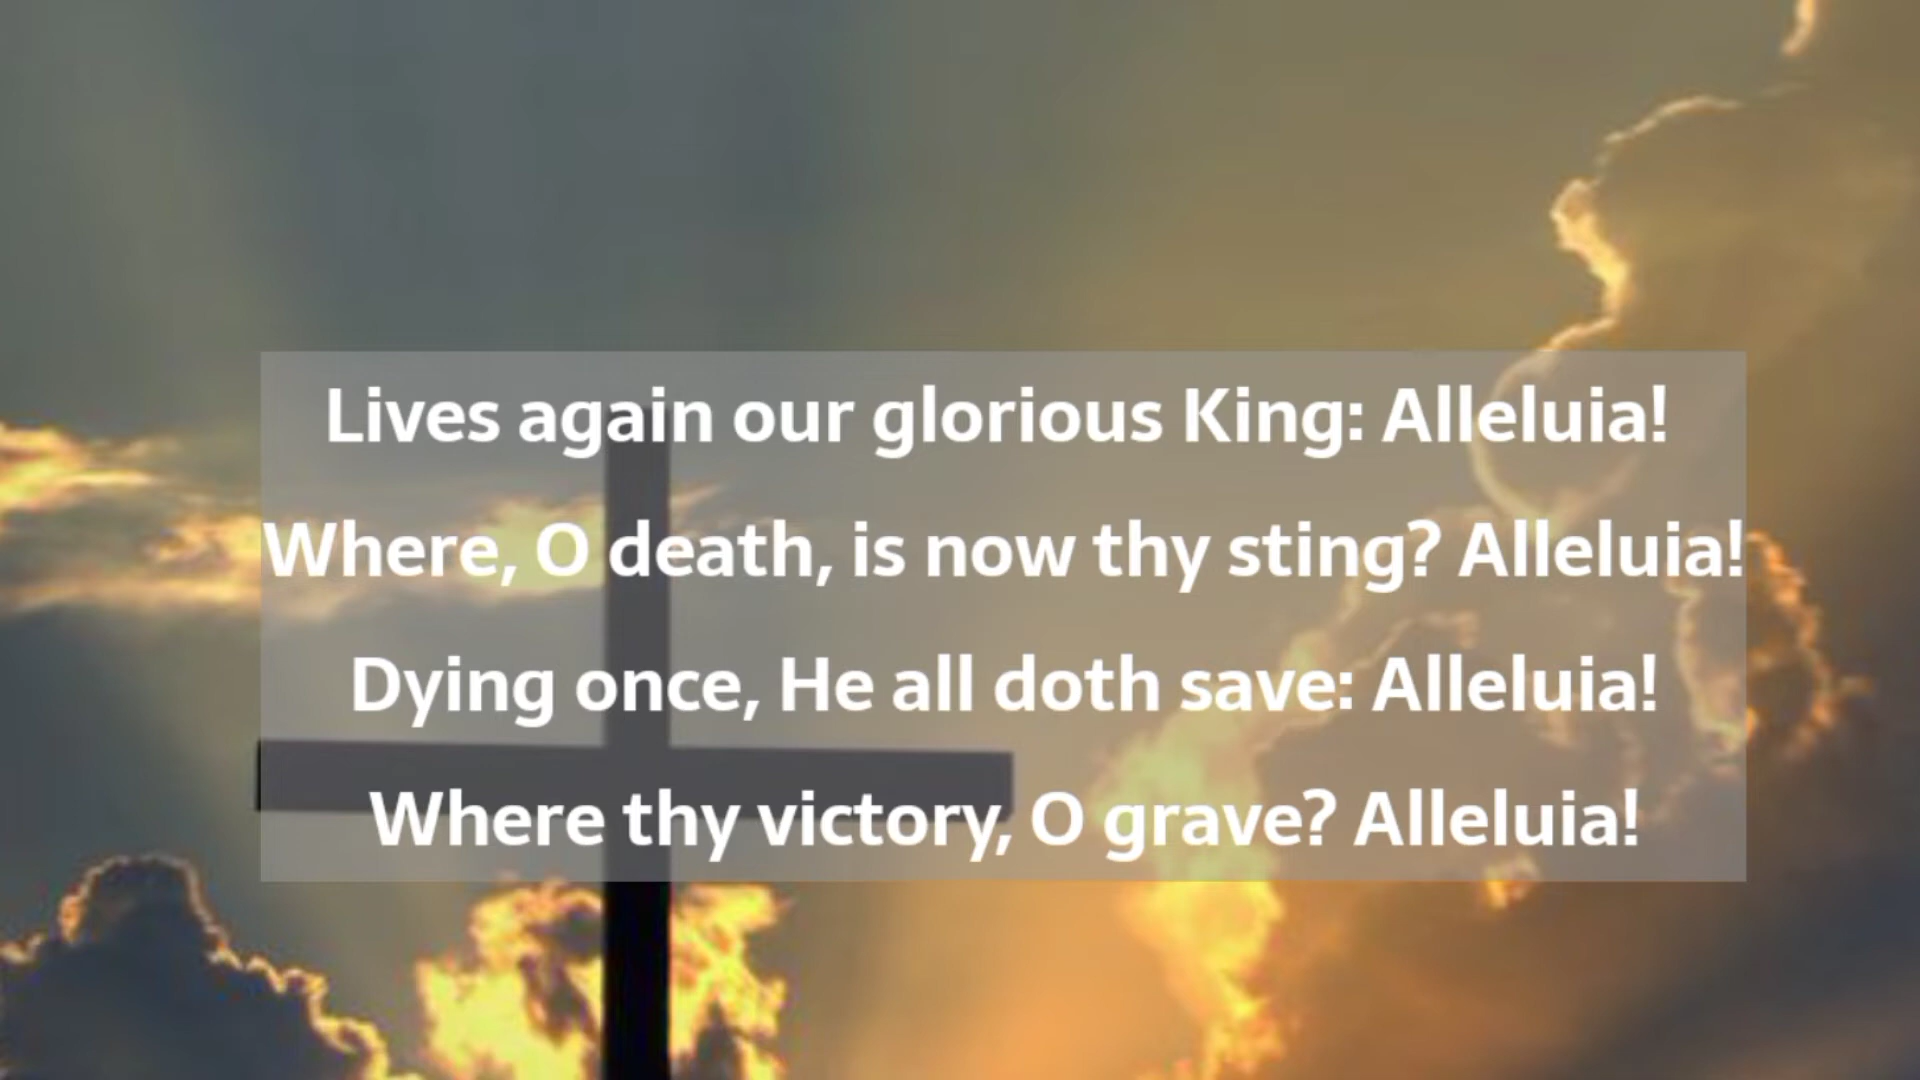 Lives again our glorious King: Alleluia!
Where, O death, is now thy sting? Alleluia!
Dying once, He all doth save: Alleluia!
Where thy victory, O grave? Alleluia!